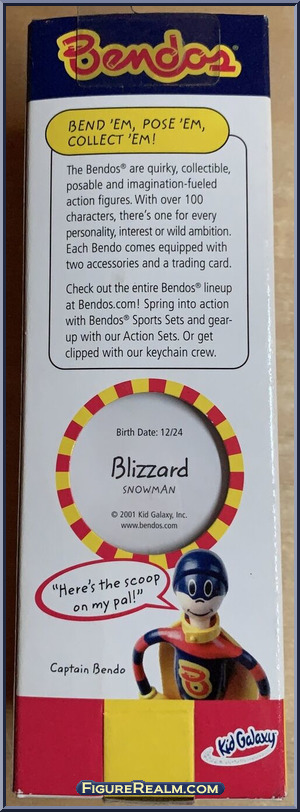 Bendos®
BEND 'EM, POSE 'EM,
COLLECT 'EM!
The Bendos® are quirky, collectible,
posable and imagination-fueled
action figures. With over 100
characters, there's one for every
personality, interest or wild ambition.
Each Bendo comes equipped with
two accessories and a trading card.
Check out the entire Bendos® lineup
at Bendos.com! Spring into action
with Bendos® Sports Sets and gear-
up with our Action Sets. Or get
clipped with our keychain crew.
Birth Date: 12/24
Blizzard
SNOWMAN
© 2001 Kid Galaxy, Inc.
www.bendos.com
"Here's the scoop
on my pal!"
Captain Bendo
B
Kid Galaxy
FigureRealm.com